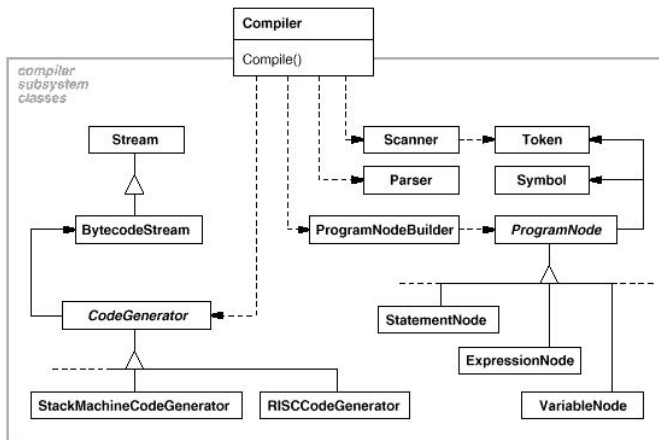 Compiler
Compile()
compiler
subsystem
classes
Stream
Scanner
Token
Parser
Symbol
BytecodeStream
ProgramNodeBuilder
ProgramNode
CodeGenerator
StatementNode
ExpressionNode
StackMachineCodeGenerator
RISCCodeGenerator
VariableNode